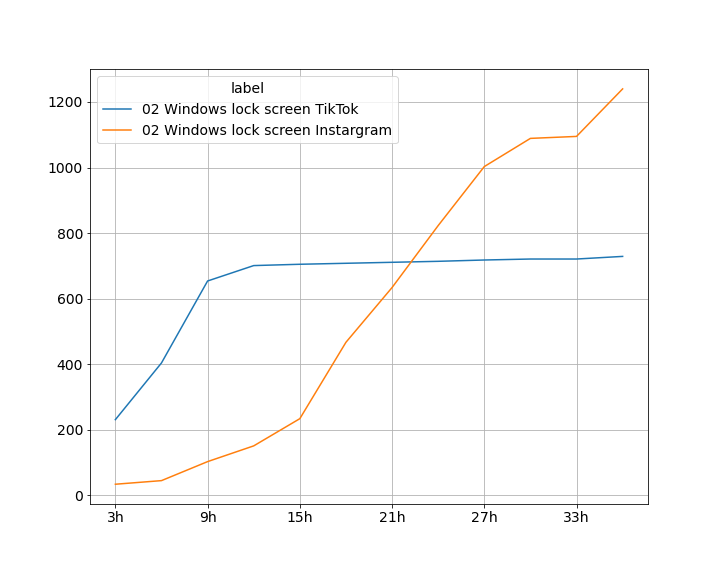 label
02 Windows lock screen TikTok
02 Windows lock screen Instargram
1200
1000
800
600
400
200
0
3h 9h 15h 21h 27h 33h